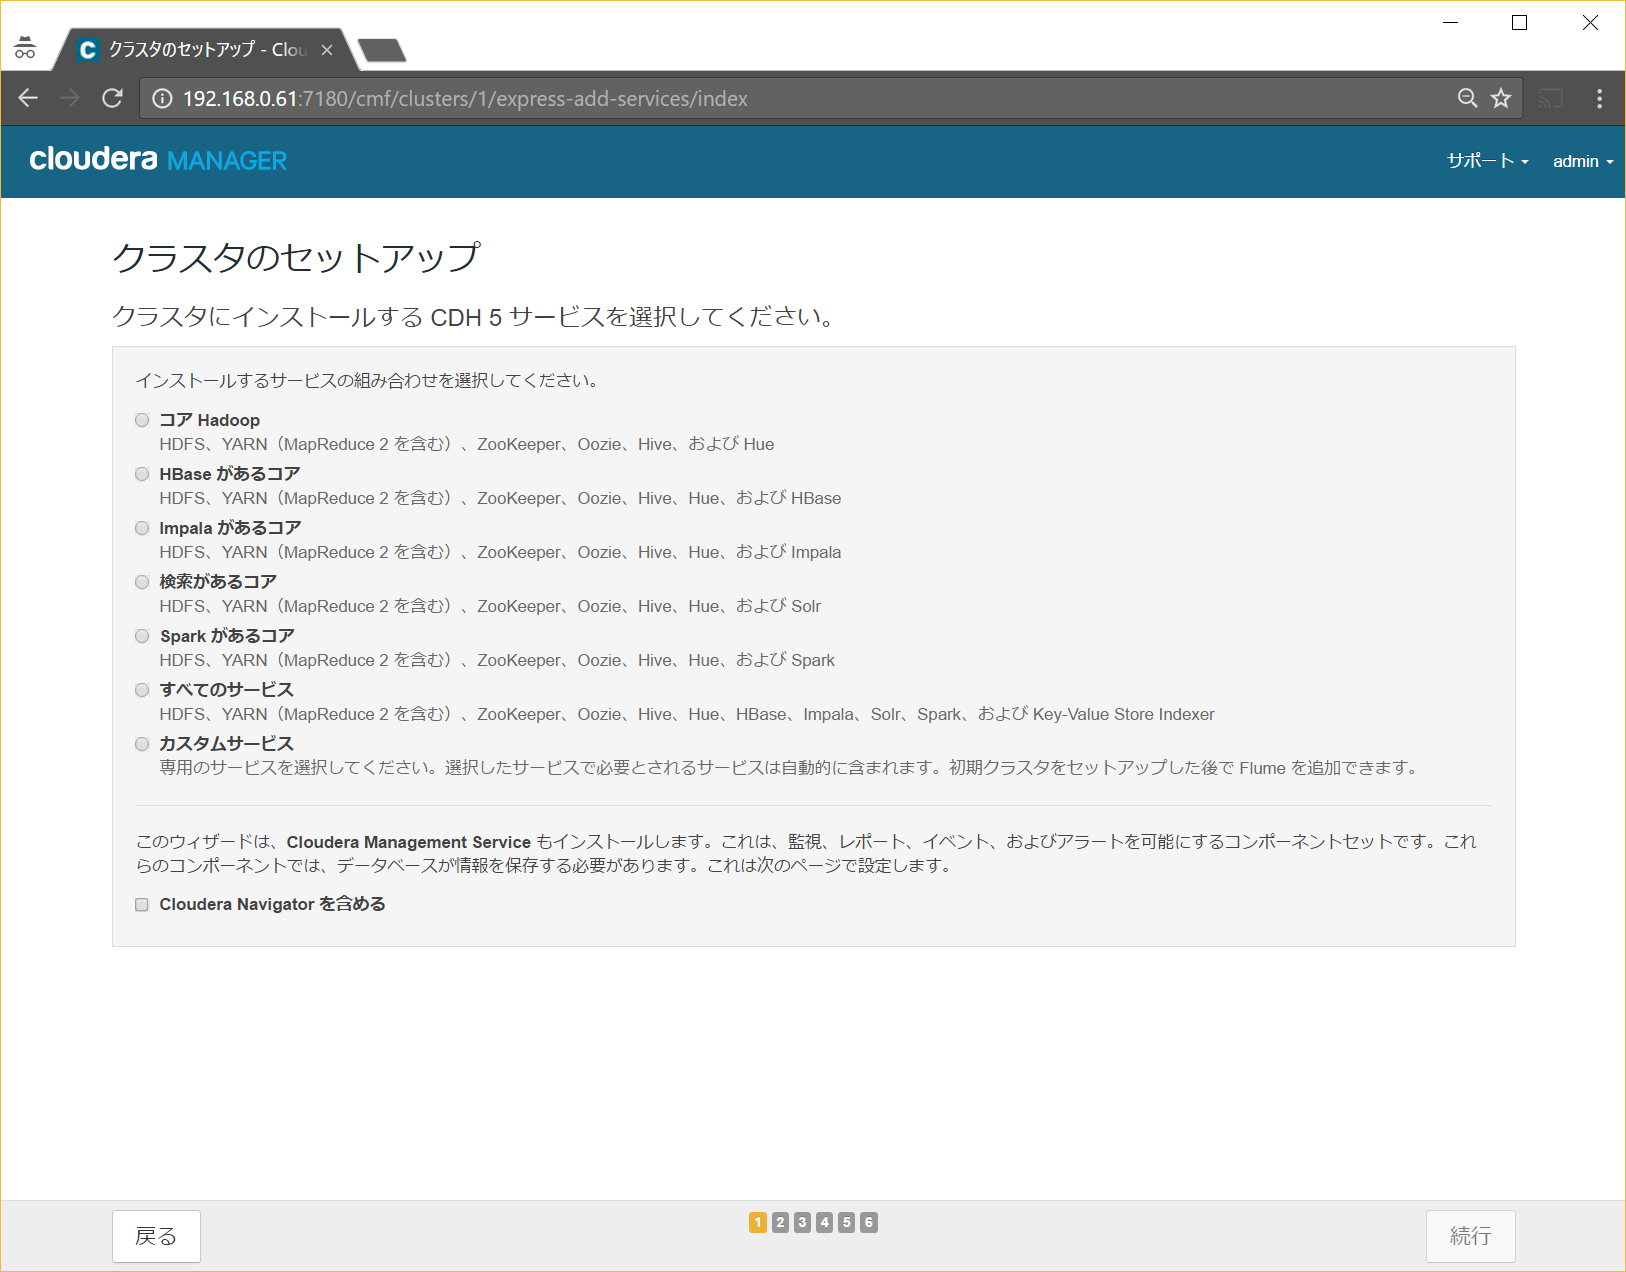 クラスタのセットアップ - Clou
192.168.0.61:7180/cmf/clusters/1/express-add-services/index
cloudera MANAGER
サポート
admin
クラスタのセットアップ
クラスタにインストールする CDH 5 サービスを選択してください。
インストールするサービスの組み合わせを選択してください。
コア Hadoop
HDFS、YARN（MapReduce 2 を含む）、ZooKeeper、Oozie、Hive、および Hue
HBase があるコア
HDFS、YARN（MapReduce 2 を含む）、ZooKeeper、Oozie、Hive、Hue、および HBase
Impala があるコア
HDFS、YARN（MapReduce 2 を含む）、ZooKeeper、Oozie、Hive、Hue、および Impala
検索があるコア
HDFS、YARN（MapReduce 2 を含む）、ZooKeeper、Oozie、Hive、Hue、および Solr
Spark があるコア
HDFS、YARN（MapReduce 2 を含む）、ZooKeeper、Oozie、Hive、Hue、および Spark
すべてのサービス
HDFS、YARN（MapReduce 2 を含む）、ZooKeeper、Oozie、Hive、Hue、HBase、Impala、Solr、Spark、および Key-Value Store Indexer
カスタムサービス
専用のサービスを選択してください。選択したサービスで必要とされるサービスは自動的に含まれます。初期クラスタをセットアップした後で Flume を追加できます。
このウィザードは、Cloudera Management Service もインストールします。これは、監視、レポート、イベント、およびアラートを可能にするコンポーネントセットです。これ
らのコンポーネントでは、データベースが情報を保存する必要があります。これは次のページで設定します。
Cloudera Navigator を含める
戻る
1 2 3 4 5 6
続行